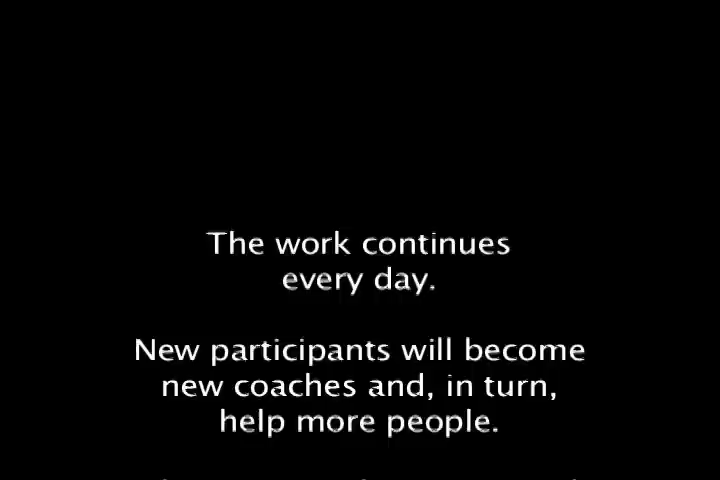 The work continues
every day.
New participants will become
new coaches and, in turn,
help more people.